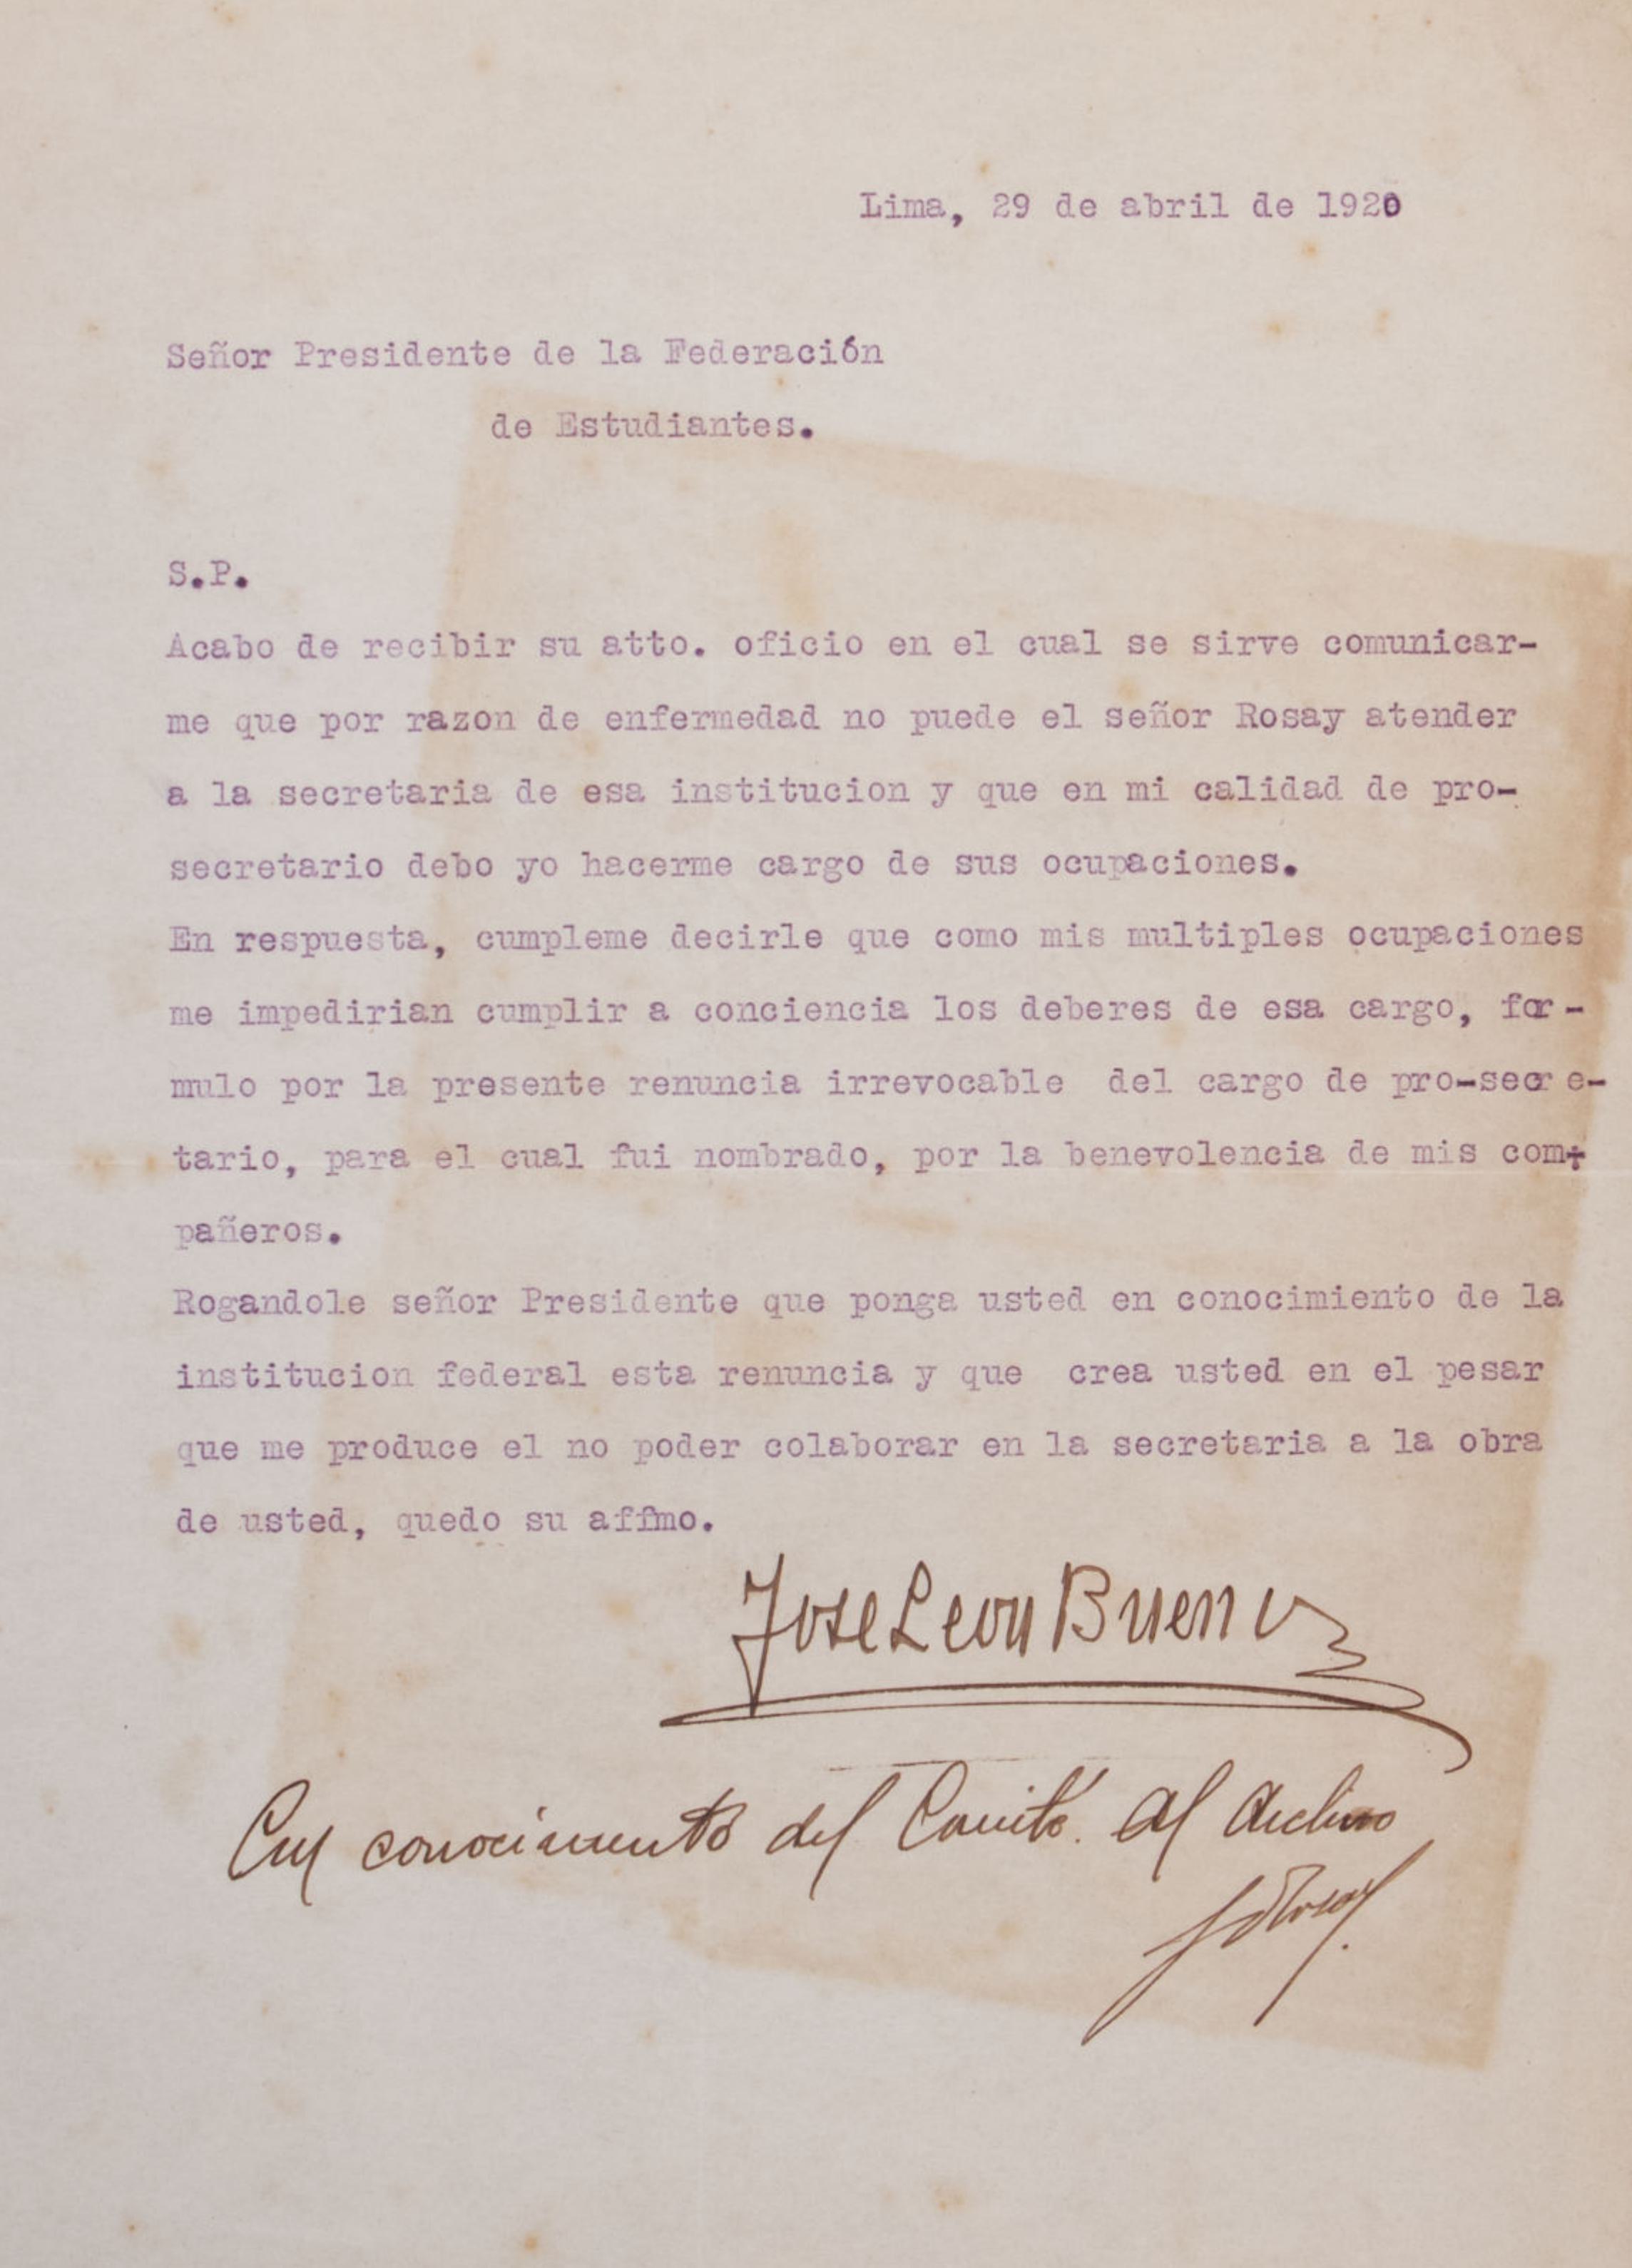 Lima, 29 de abril de 1920
Señor Presidente de la Federación
de Estudiantes.
S.P.
Acabo de recibir su atto. oficio en el cual se sirve comunicar-
me que por razon de enfermedad no puede el señor Rosay atender
a la secretaria de esa institucion y que en mi calidad de pro-
secretario debo yo hacerme cargo de sus ocupaciones.
En respuesta, cumpleme decirle que como mis multiples ocupaciones
me impedirian cumplir a conciencia los deberes de esa cargo, for-
mulo por la presente renuncia irrevocable del cargo de pro-secre-
tario, para el cual fui nombrado, por la benevolencia de mis com-
pañeros.
Rogandole señor Presidente que ponga usted en conocimiento de la
institucion federal esta renuncia y que crea usted en el pesar
que me produce el no poder colaborar en la secretaria a la obra
de usted, quedo su affmo.
Jose Leon Bueno
En conocimiento del Comité. Al Archivo